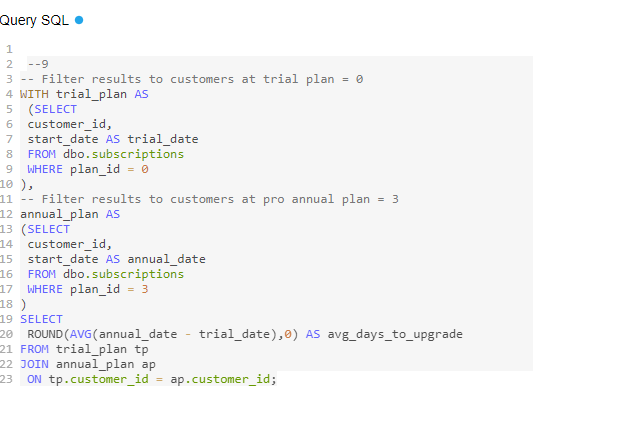 Query SQL
1
2 --9
3 -- Filter results to customers at trial plan = 0
4 WITH trial_plan AS
5 (SELECT
6 customer_id,
7 start_date AS trial_date
8 FROM dbo.subscriptions
9 WHERE plan_id = 0
10 ),
11 -- Filter results to customers at pro annual plan = 3
12 annual_plan AS
13 (SELECT
14 customer_id,
15 start_date AS annual_date
16 FROM dbo.subscriptions
17 WHERE plan_id = 3
18 )
19 SELECT
20 ROUND(AVG(annual_date - trial_date),0) AS avg_days_to_upgrade
21 FROM trial_plan tp
22 JOIN annual_plan ap
23 ON tp.customer_id = ap.customer_id;